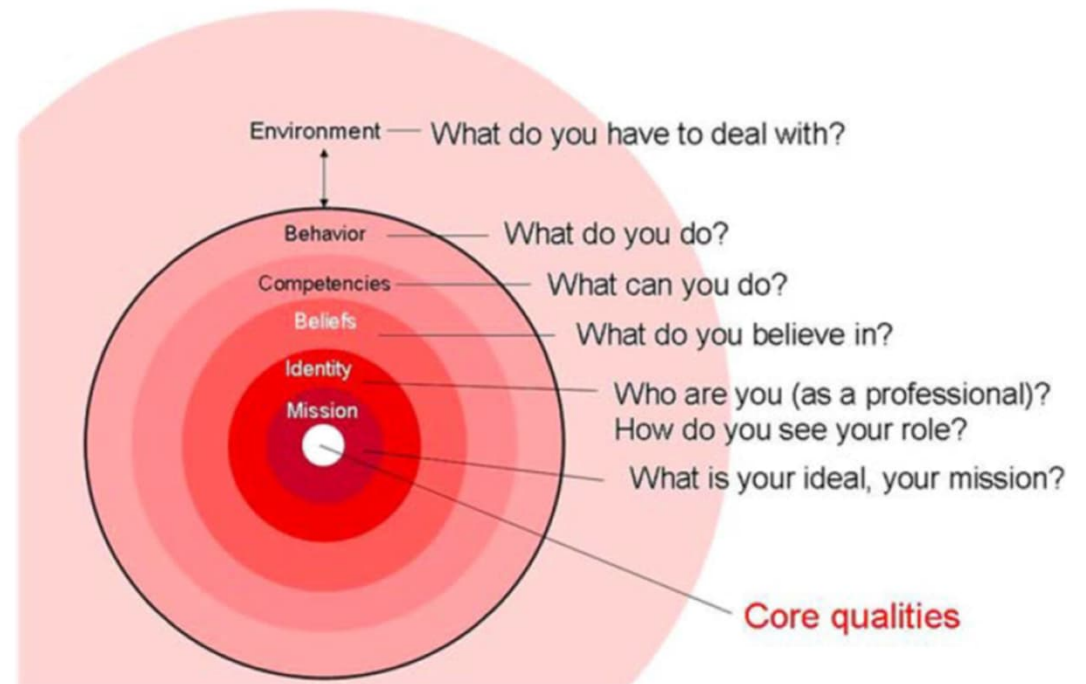 Environment What do you have to deal with?
Behavior What do you do?
Competencies What can you do?
Beliefs
What do you believe in?
Identity
Who are you (as a professional)?
How do you see your role?
Mission
What is your ideal, your mission?
Core qualities